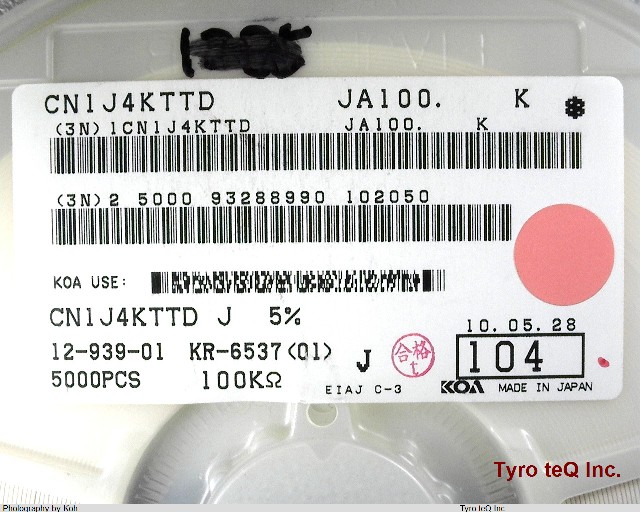 CN1J4KTTD JA100. K ✽
(3N)1CN1J4KTTD JA100. K
(3N)2 5000 93288990 102050
KOA USE:
CN1J4KTTD J 5%
10.05.28
12-939-01 KR-6537(01) J 合格 t 104
5000PCS 100KΩ EIAJ C-3 KOA MADE IN JAPAN
Tyro teQ Inc.
Photography by Koh Tyro teQ Inc